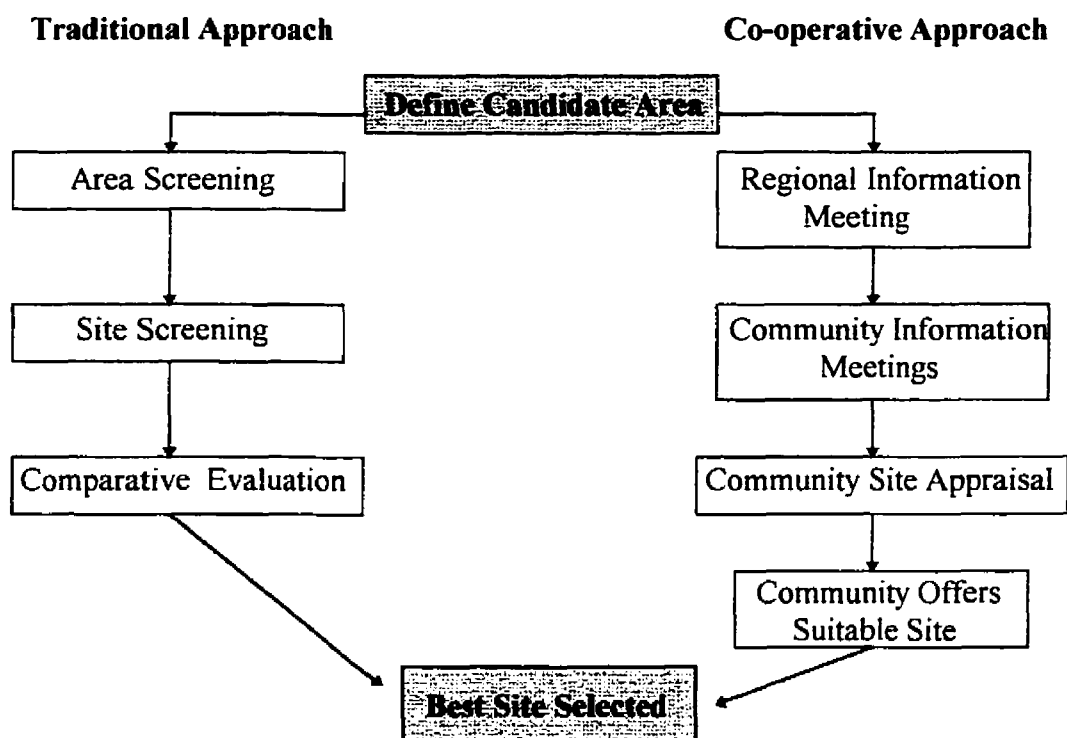 Traditional Approach
Co-operative Approach
Define Candidate Area
Area Screening
Site Screening
Comparative Evaluation
Regional Information
Meeting
Community Information
Meetings
Community Site Appraisal
Community Offers
Suitable Site
Best Site Selected